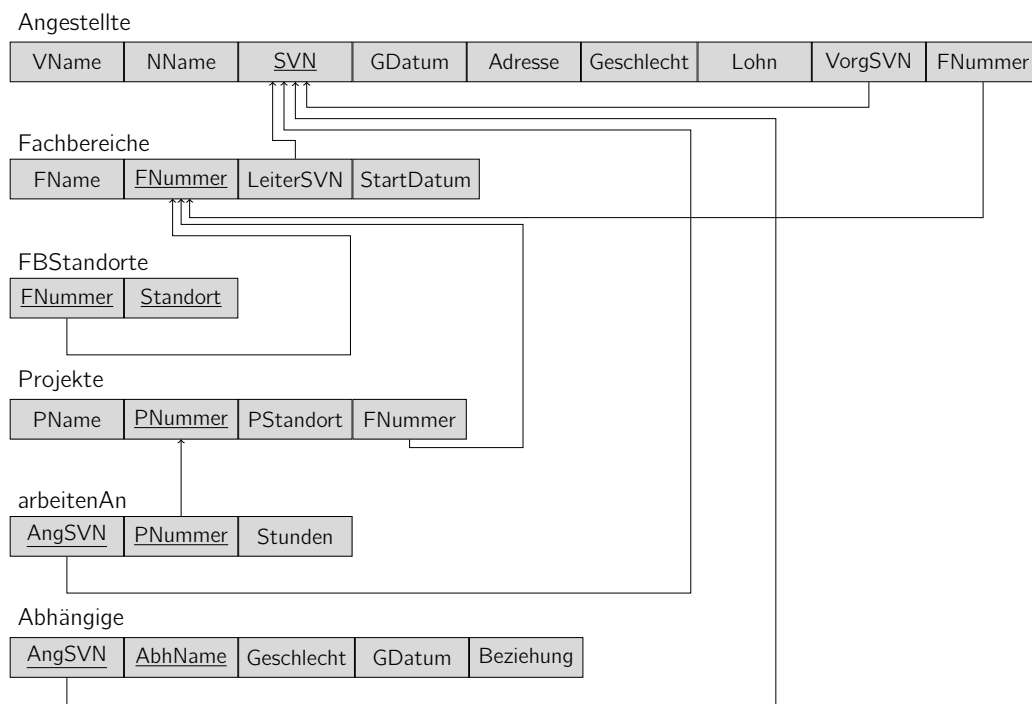 Angestellte
VName NName SVN GDatum Adresse Geschlecht Lohn VorgSVN FNummer
Fachbereiche
FName FNummer LeiterSVN StartDatum
FBStandorte
FNummer Standort
Projekte
PName PNummer PStandort FNummer
arbeitenAn
AngSVN PNummer Stunden
Abhängige
AngSVN AbhName Geschlecht GDatum Beziehung